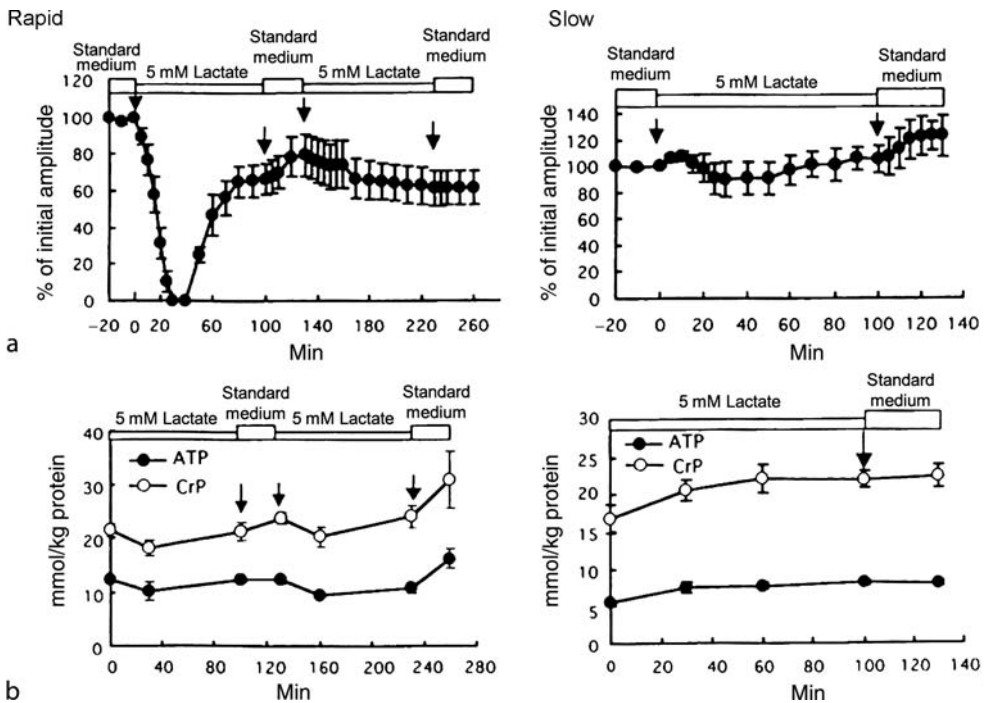 Rapid
Standard medium
5 mM Lactate
Standard medium
5 mM Lactate
Standard medium
% of initial amplitude
120
100
80
60
40
20
0
−20 0 20 60 100 140 180 220 260
Min
a
Slow
Standard medium
5 mM Lactate
Standard medium
% of initial amplitude
140
120
100
80
60
40
20
0
−20 0 20 40 60 80 100 120 140
Min
5 mM Lactate
Standard medium
5 mM Lactate
Standard medium
mmol/kg protein
40
30
20
10
0
ATP
CrP
0 40 80 120 160 200 240 280
Min
b
5 mM Lactate
Standard medium
mmol/kg protein
30
25
20
15
10
5
0
ATP
CrP
0 20 40 60 80 100 120 140
Min